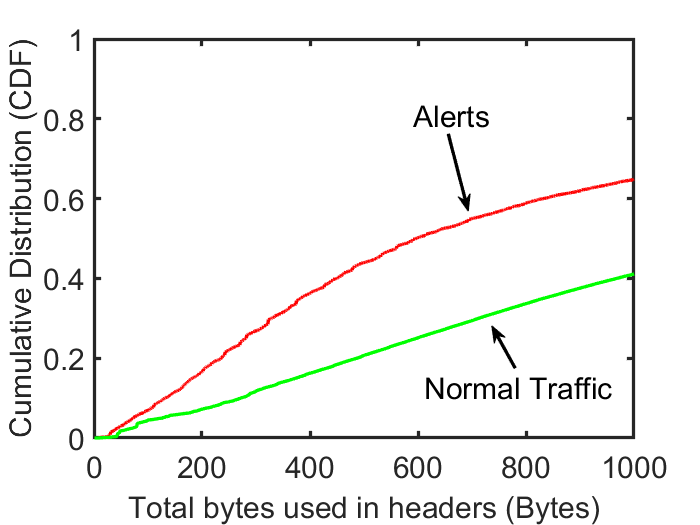 Cumulative Distribution (CDF)
1
0.8
0.6
0.4
0.2
0
Alerts
Normal Traffic
0 200 400 600 800 1000
Total bytes used in headers (Bytes)